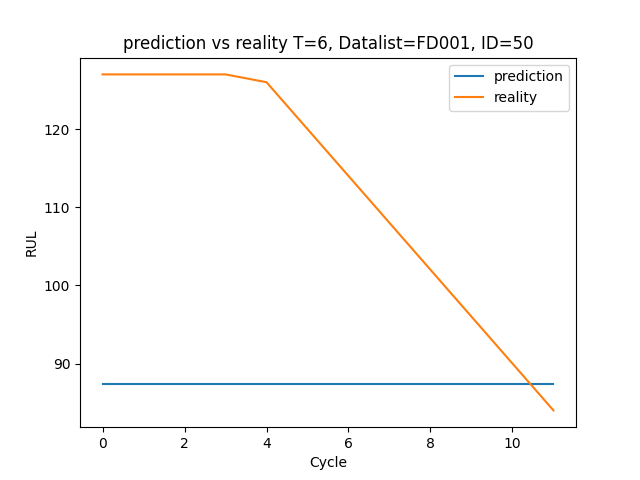 prediction vs reality T=6, Datalist=FD001, ID=50
prediction
reality
RUL
120
110
100
90
0 2 4 6 8 10
Cycle